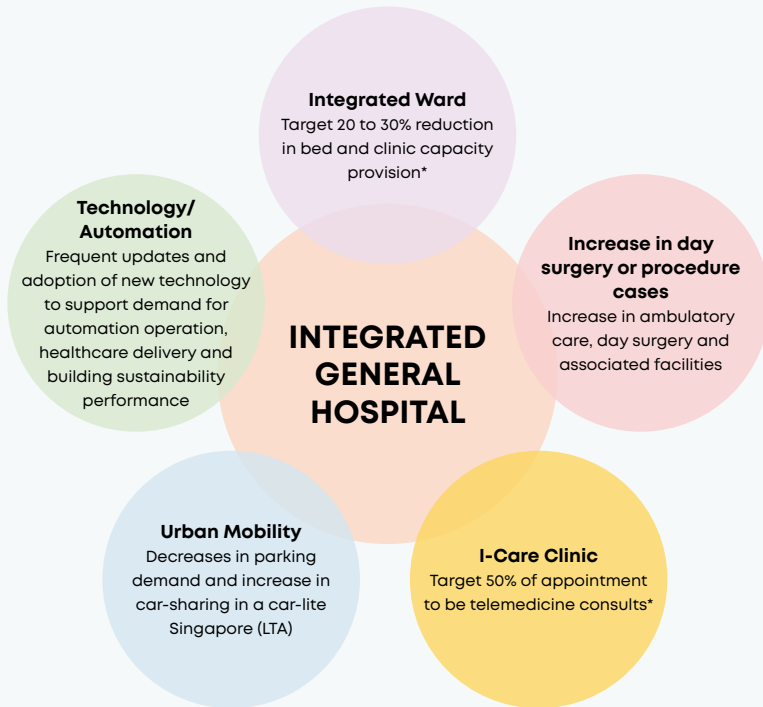 Integrated Ward
Target 20 to 30% reduction
in bed and clinic capacity
provision*
Technology/
Automation
Frequent updates and
adoption of new technology
to support demand for
automation operation,
healthcare delivery and
building sustainability
performance
Increase in day
surgery or procedure
cases
Increase in ambulatory
care, day surgery and
associated facilities
INTEGRATED
GENERAL
HOSPITAL
Urban Mobility
Decreases in parking
demand and increase in
car-sharing in a car-lite
Singapore (LTA)
I-Care Clinic
Target 50% of appointment
to be telemedicine consults*